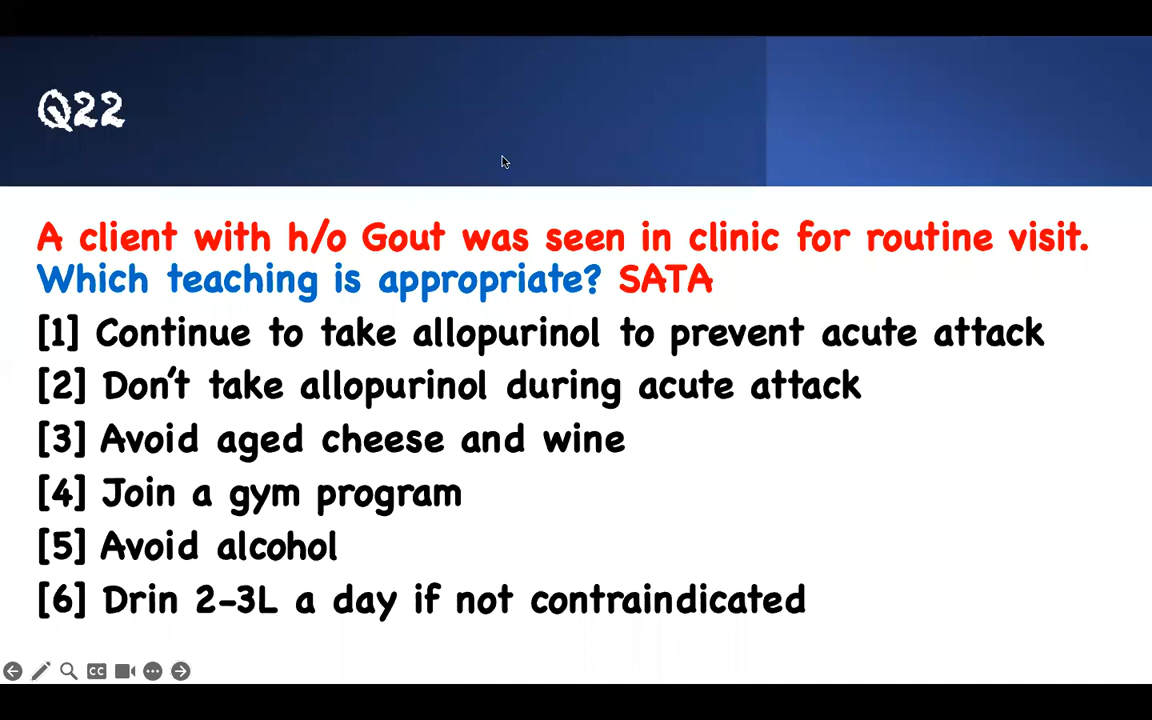 Q22
A client with h/o Gout was seen in clinic for routine visit.
Which teaching is appropriate? SATA
[1] Continue to take allopurinol to prevent acute attack
[2] Don't take allopurinol during acute attack
[3] Avoid aged cheese and wine
[4] Join a gym program
[5] Avoid alcohol
[6] Drin 2-3L a day if not contraindicated
CC